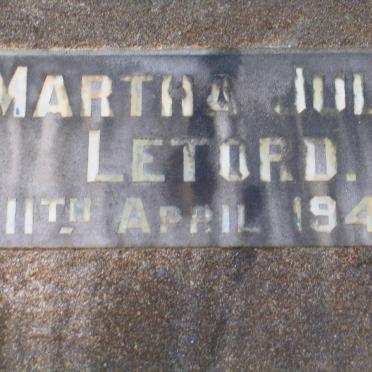 MARTHA JUL
LETORD.
11TH APRIL 194